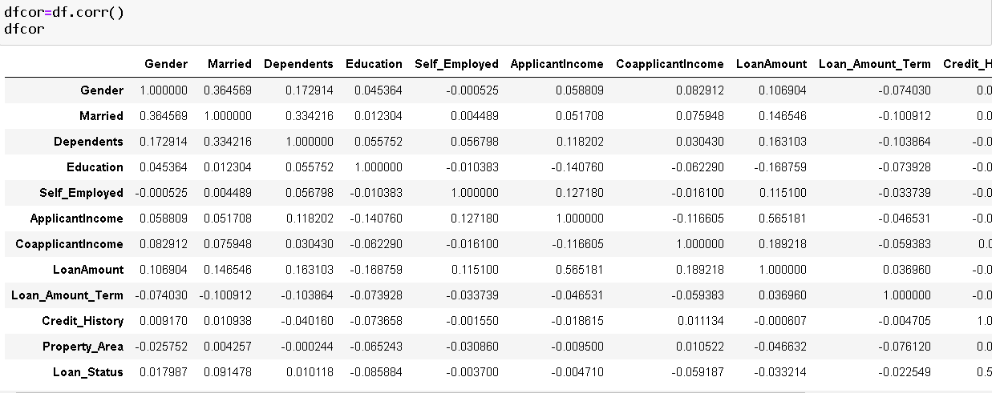 dfcor=df.corr()
dfcor
Gender Married Dependents Education Self_Employed ApplicantIncome CoapplicantIncome LoanAmount Loan_Amount_Term Credit_H
Gender 1.000000 0.364569 0.172914 0.045364 -0.000525 0.058809 0.082912 0.106904 -0.074030 0.0
Married 0.364569 1.000000 0.334216 0.012304 0.004489 0.051708 0.075948 0.146546 -0.100912 0.0
Dependents 0.172914 0.334216 1.000000 0.055752 0.056798 0.118202 0.030430 0.163103 -0.103864 -0.0
Education 0.045364 0.012304 0.055752 1.000000 -0.010383 -0.140760 -0.062290 -0.168759 -0.073928 -0.0
Self_Employed -0.000525 0.004489 0.056798 -0.010383 1.000000 0.127180 -0.016100 0.115100 -0.033739 -0.0
ApplicantIncome 0.058809 0.051708 0.118202 -0.140760 0.127180 1.000000 -0.116605 0.565181 -0.046531 -0.0
CoapplicantIncome 0.082912 0.075948 0.030430 -0.062290 -0.016100 -0.116605 1.000000 0.189218 -0.059383 0.0
LoanAmount 0.106904 0.146546 0.163103 -0.168759 0.115100 0.565181 0.189218 1.000000 0.036960 -0.0
Loan_Amount_Term -0.074030 -0.100912 -0.103864 -0.073928 -0.033739 -0.046531 -0.059383 0.036960 1.000000 -0.0
Credit_History 0.009170 0.010938 -0.040160 -0.073658 -0.001550 -0.018615 0.011134 -0.000607 -0.004705 1.0
Property_Area -0.025752 0.004257 -0.000244 -0.065243 -0.030860 -0.009500 0.010522 -0.046632 -0.076120 0.0
Loan_Status 0.017987 0.091478 0.010118 -0.085884 -0.003700 -0.004710 -0.059187 -0.033214 -0.022549 0.5